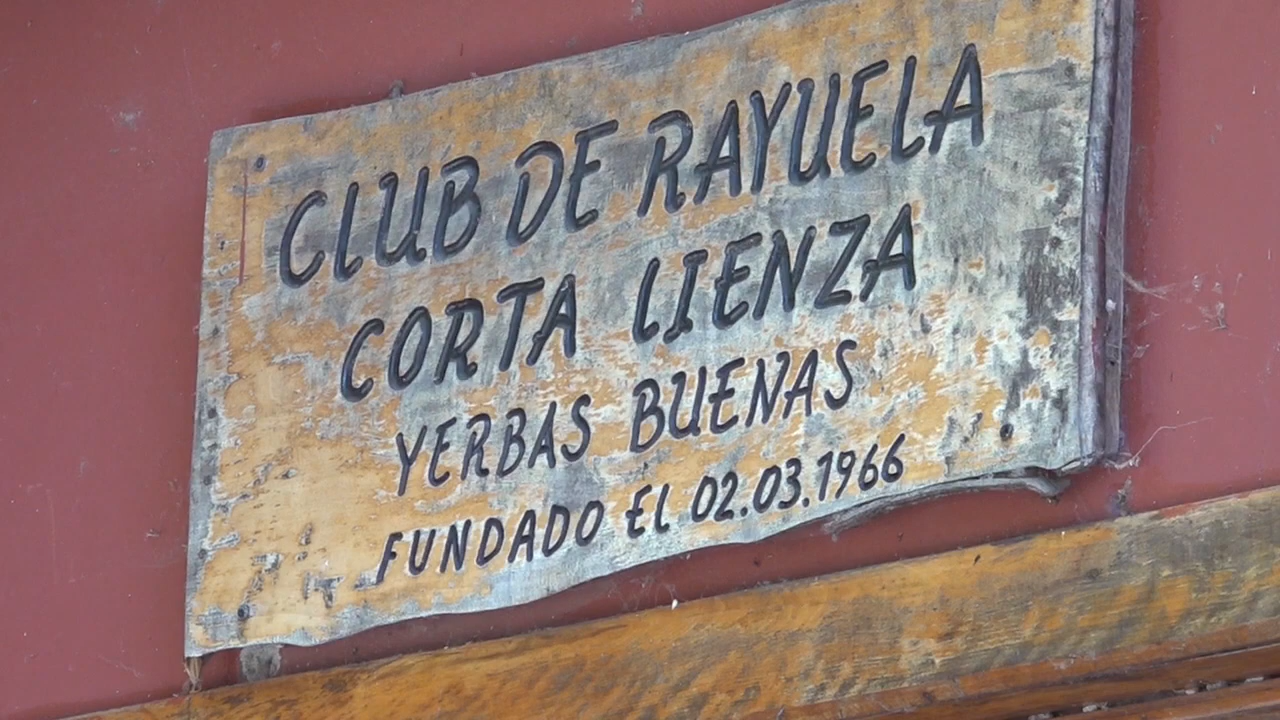 CLUB DE RAYUELA
CORTA LIENZA
YERBAS BUENAS
FUNDADO EL 02.03.1966